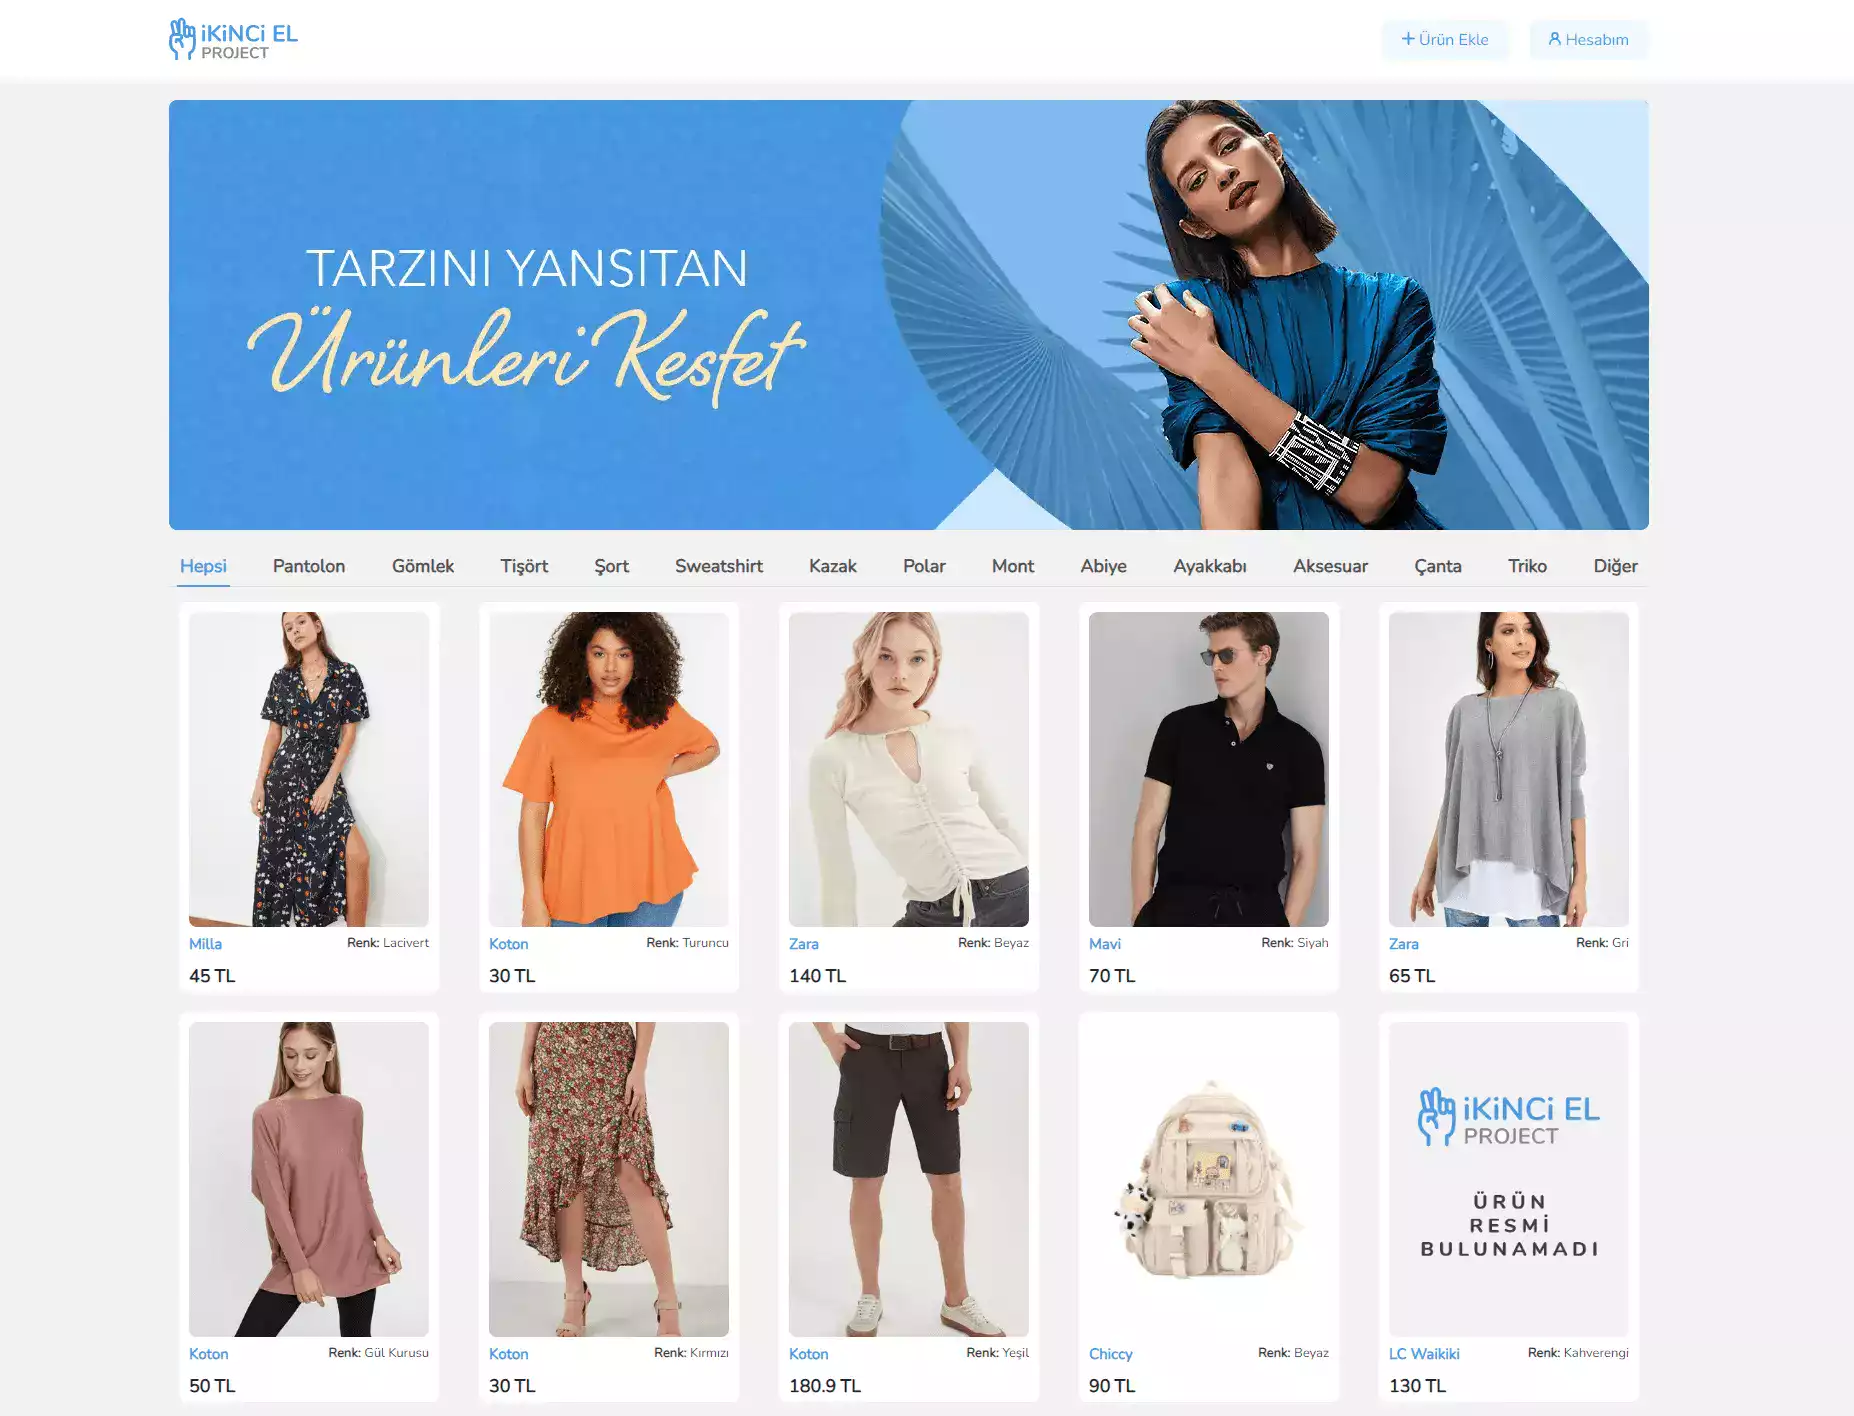 iKiNCi EL
PROJECT
Ürün Ekle
Hesabım
TARZINI YANSITAN
Ürünleri Kesfet
Hepsi Pantolon Gömlek Tişört Şort Sweatshirt Kazak Polar Mont Abiye Ayakkabı Aksesuar Çanta Triko Diğer
Milla Renk: Lacivert
45 TL
Koton Renk: Turuncu
30 TL
Zara Renk: Beyaz
140 TL
Mavi Renk: Siyah
70 TL
Zara Renk: Gri
65 TL
Koton Renk: Gül Kurusu
50 TL
Koton Renk: Kırmızı
30 TL
Koton Renk: Yeşil
180.9 TL
Chiccy Renk: Beyaz
90 TL
iKiNCi EL
PROJECT
ÜRÜN
RESMİ
BULUNAMADI
LC Waikiki Renk: Kahverengi
130 TL